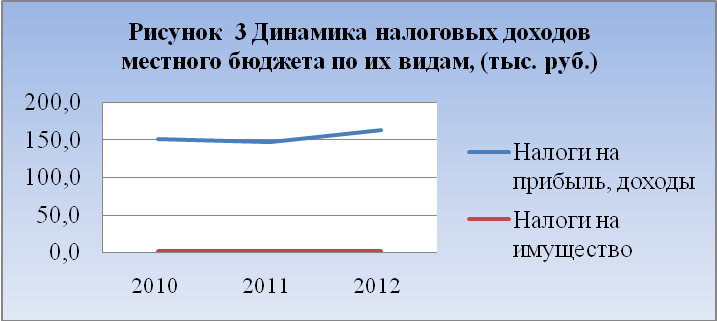 Рисунок 3 Динамика налоговых доходов
местного бюджета по их видам, (тыс. руб.)
200,0
150,0
100,0
50,0
0,0
2010 2011 2012
Налоги на
прибыль, доходы
Налоги на
имущество